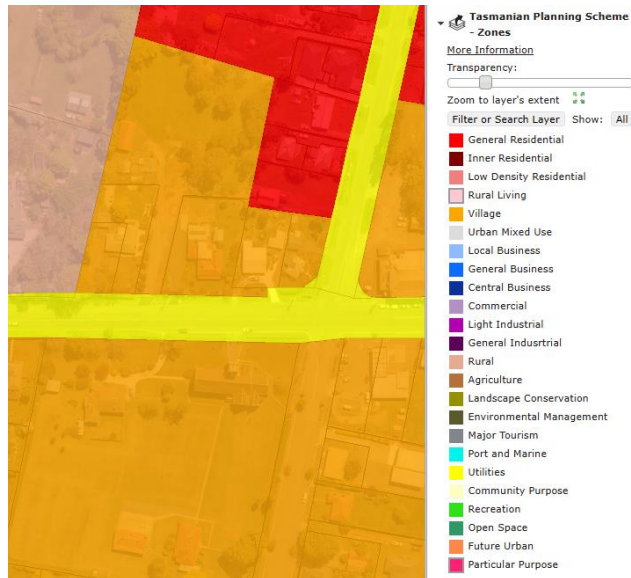 Tasmanian Planning Scheme
- Zones
More Information
Transparency:
Zoom to layer's extent
Filter or Search Layer Show: All
General Residential
Inner Residential
Low Density Residential
Rural Living
Village
Urban Mixed Use
Local Business
General Business
Central Business
Commercial
Light Industrial
General Indusrtrial
Rural
Agriculture
Landscape Conservation
Environmental Management
Major Tourism
Port and Marine
Utilities
Community Purpose
Recreation
Open Space
Future Urban
Particular Purpose